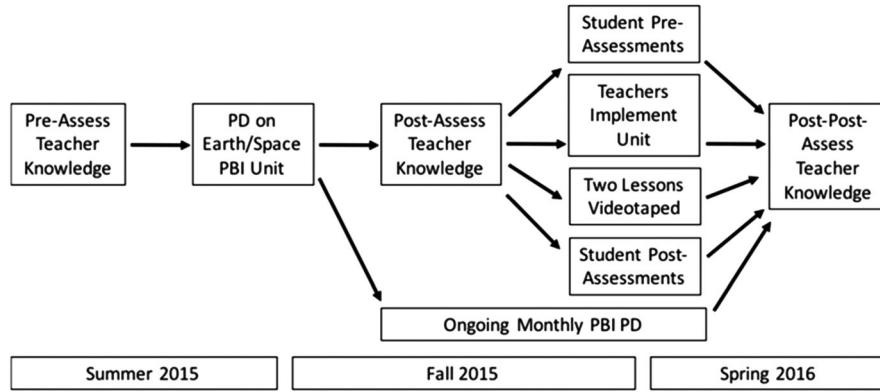 Student Pre-
Assessments
Pre-Assess
Teacher
Knowledge
PD on
Earth/Space
PBI Unit
Post-Assess
Teacher
Knowledge
Teachers
Implement
Unit
Post-Post-
Assess
Teacher
Knowledge
Two Lessons
Videotaped
Student Post-
Assessments
Ongoing Monthly PBI PD
Summer 2015
Fall 2015
Spring 2016